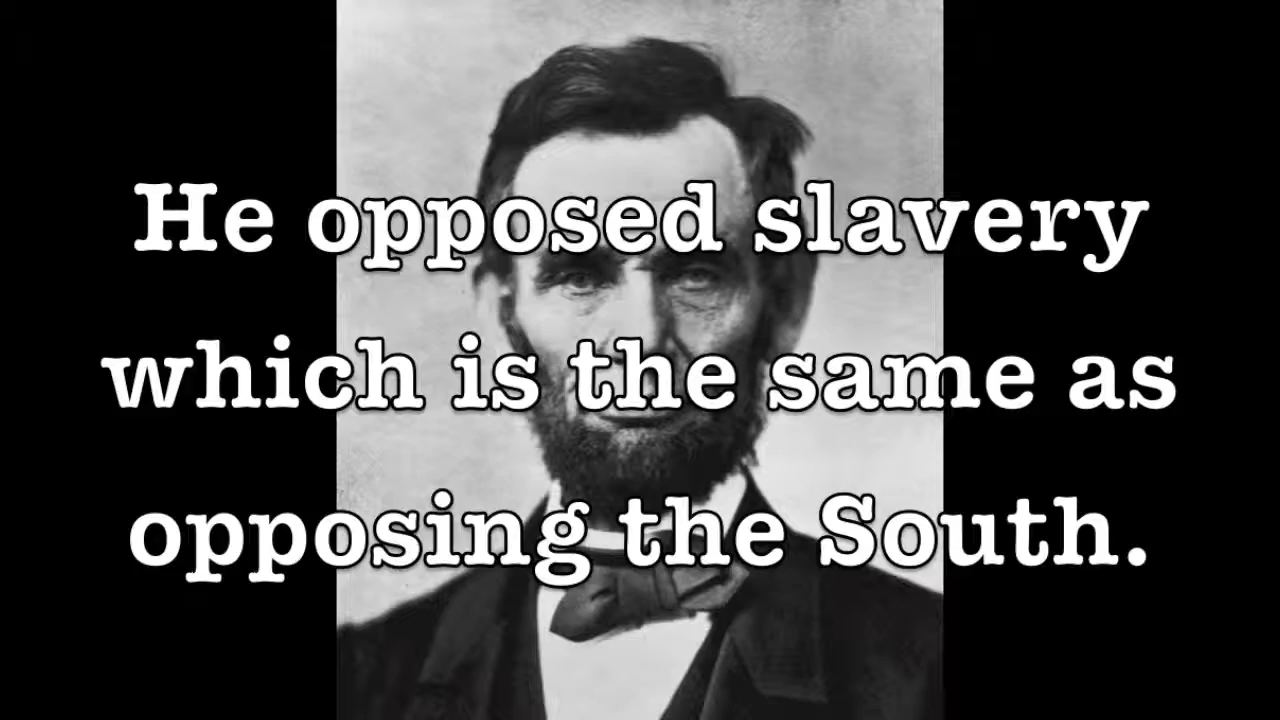 He opposed slavery
which is the same as
opposing the South.